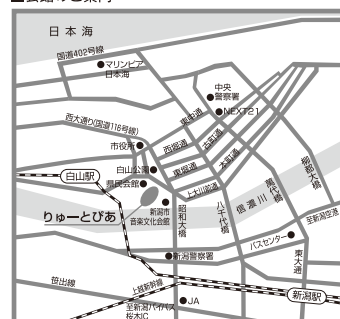 日本海
国道402号線
マリンピア
日本海
中央
警察署
NEXT21
西大通り(国道116号線)
東中通
市役所
西堀通
古町通
本町通
白山駅
白山公園
東堀通
県民会館
上大川前通
柳都大橋
萬代橋
りゅーとぴあ
新潟市
音楽文化会館
昭和大橋
八千代橋
信濃川
至新潟空港
バスセンター
東大通
新潟警察署
笹出線
上越新幹線
新潟駅
至新潟バイパス
桜木IC
JA